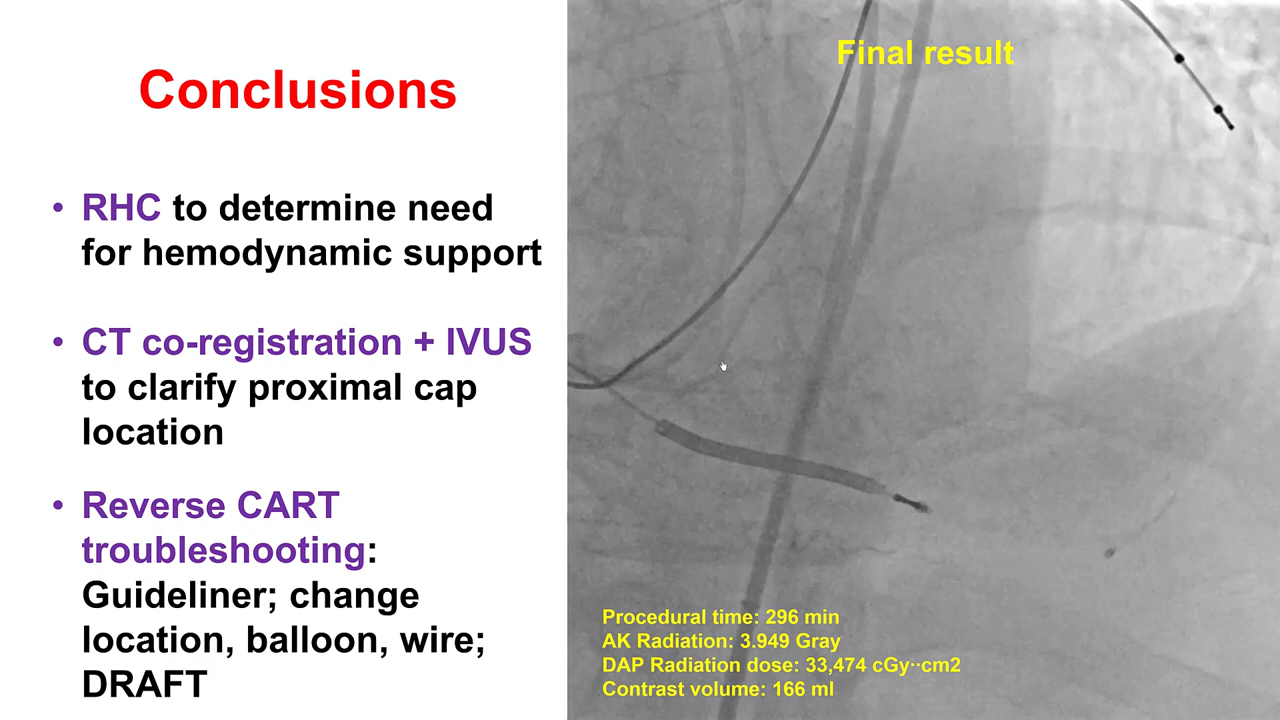 Conclusions
• RHC to determine need
for hemodynamic support
• CT co-registration + IVUS
to clarify proximal cap
location
• Reverse CART
troubleshooting:
Guideliner; change
location, balloon, wire;
DRAFT
Final result
Procedural time: 296 min
AK Radiation: 3.949 Gray
DAP Radiation dose: 33,474 cGy··cm2
Contrast volume: 166 ml